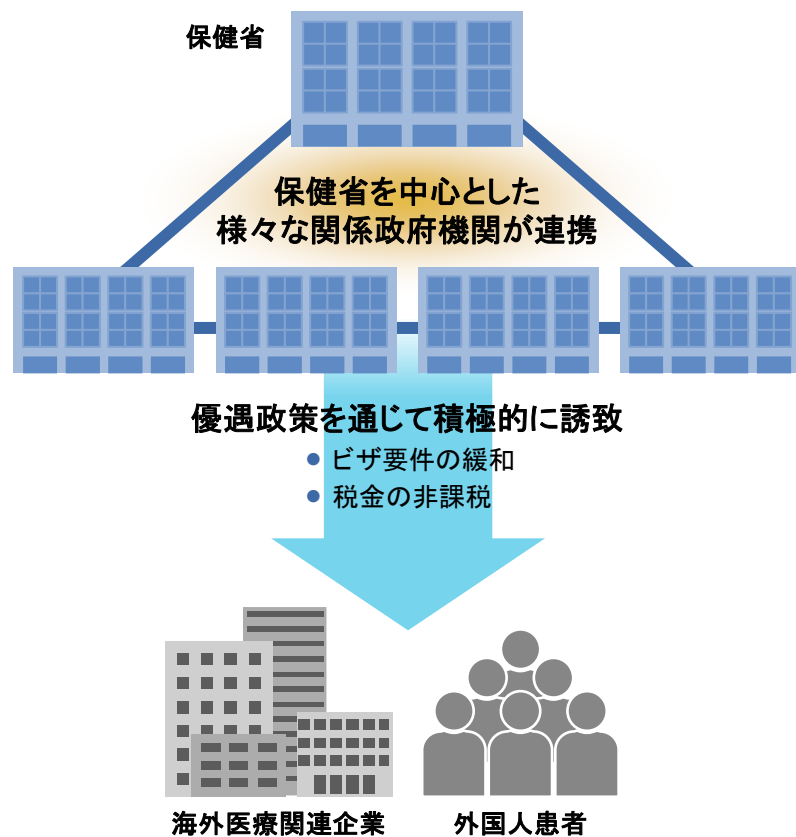 保健省
保健省を中心とした
様々な関係政府機関が連携
優遇政策を通じて積極的に誘致
● ビザ要件の緩和
● 税金の非課税
海外医療関連企業
外国人患者